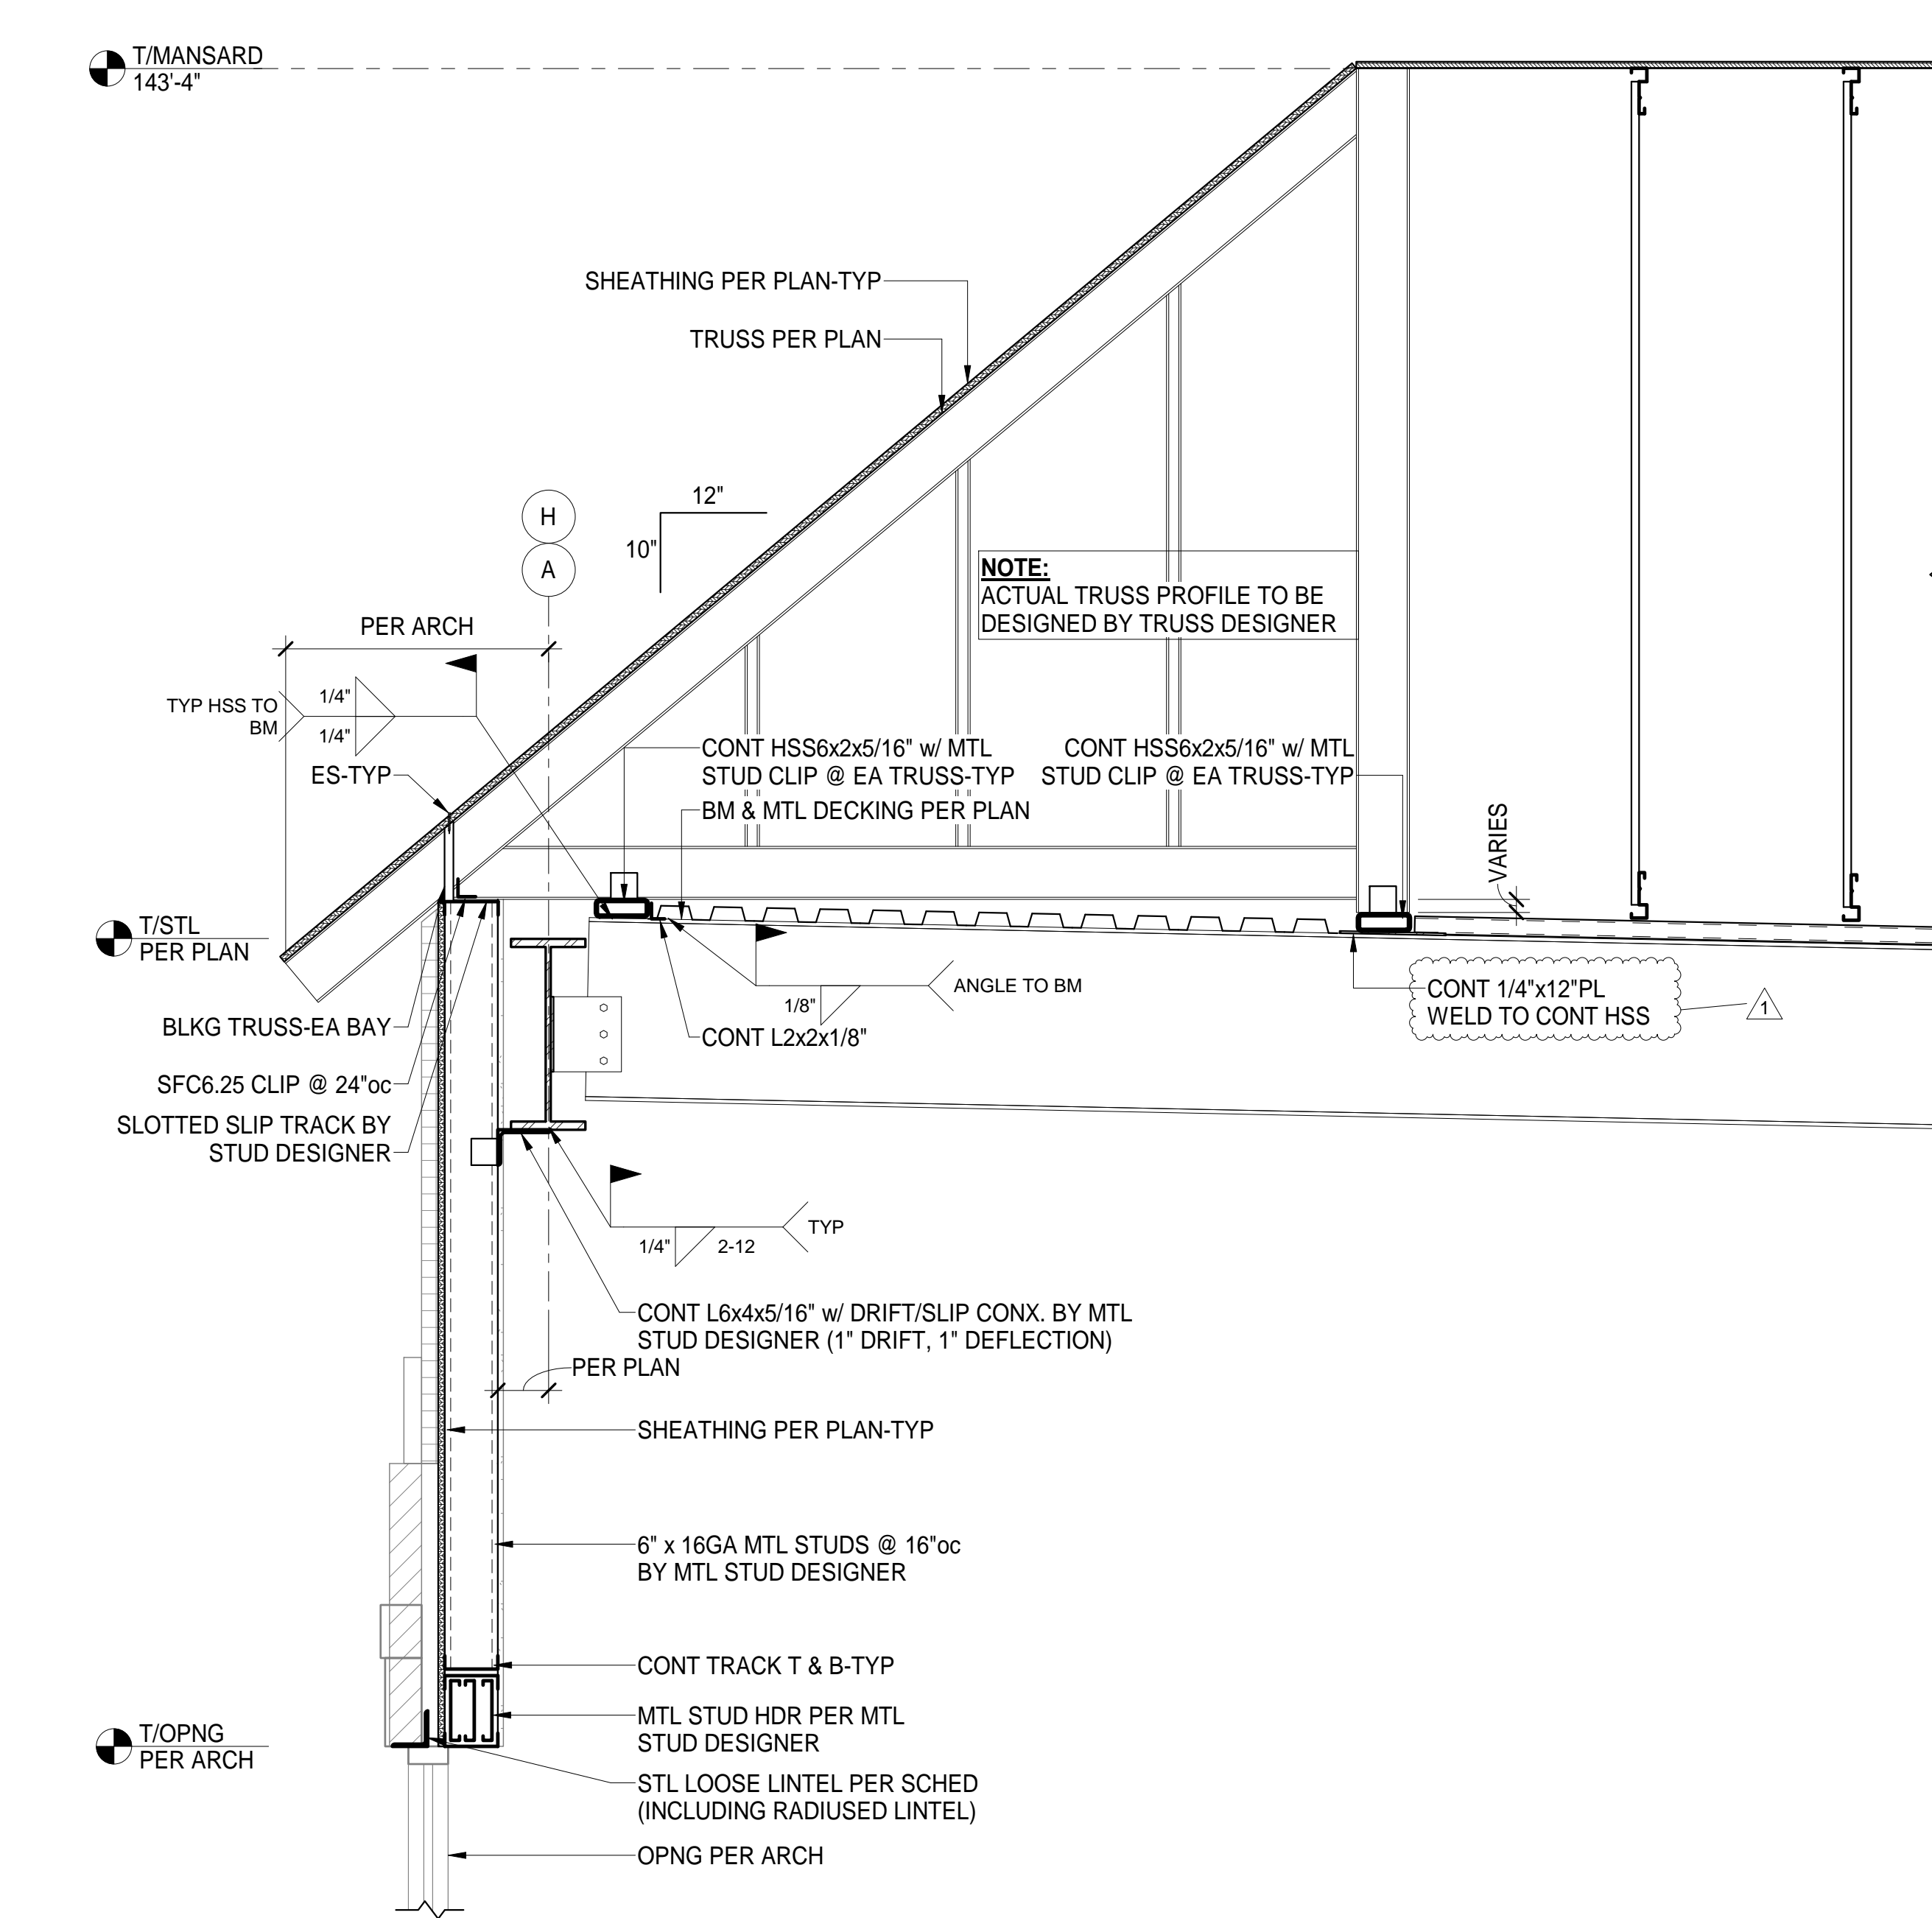 T/MANSARD
143'-4"
SHEATHING PER PLAN-TYP
TRUSS PER PLAN
12"
10"
H
A
NOTE:
ACTUAL TRUSS PROFILE TO BE
DESIGNED BY TRUSS DESIGNER
PER ARCH
TYP HSS TO
BM
1/4"
1/4"
ES-TYP
CONT HSS6x2x5/16" w/ MTL
STUD CLIP @ EA TRUSS-TYP
CONT HSS6x2x5/16" w/ MTL
STUD CLIP @ EA TRUSS-TYP
BM & MTL DECKING PER PLAN
VARIES
T/STL
PER PLAN
ANGLE TO BM
1/8"
CONT 1/4"x12"PL
WELD TO CONT HSS
1
BLKG TRUSS-EA BAY
CONT L2x2x1/8"
SFC6.25 CLIP @ 24"oc
SLOTTED SLIP TRACK BY
STUD DESIGNER
TYP
1/4"
2-12
CONT L6x4x5/16" w/ DRIFT/SLIP CONX. BY MTL
STUD DESIGNER (1" DRIFT, 1" DEFLECTION)
PER PLAN
SHEATHING PER PLAN-TYP
6" x 16GA MTL STUDS @ 16"oc
BY MTL STUD DESIGNER
CONT TRACK T & B-TYP
MTL STUD HDR PER MTL
STUD DESIGNER
T/OPNG
PER ARCH
STL LOOSE LINTEL PER SCHED
(INCLUDING RADIUSED LINTEL)
OPNG PER ARCH